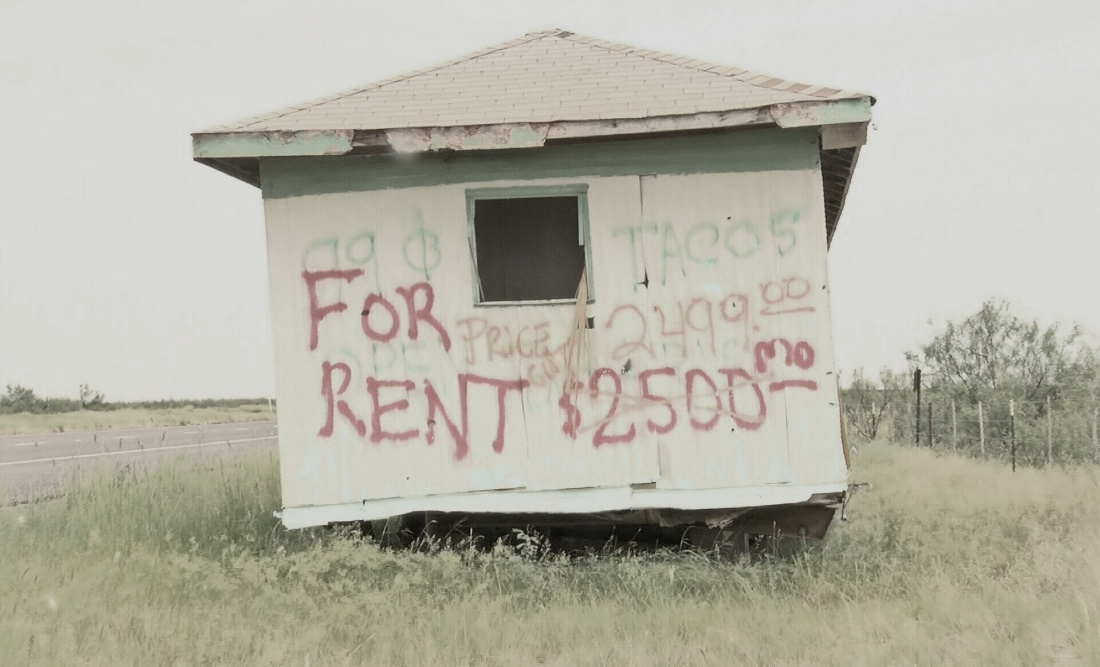 99 ¢ TACOS
FOR
PRICE 2499.00
RENT $2500 MO